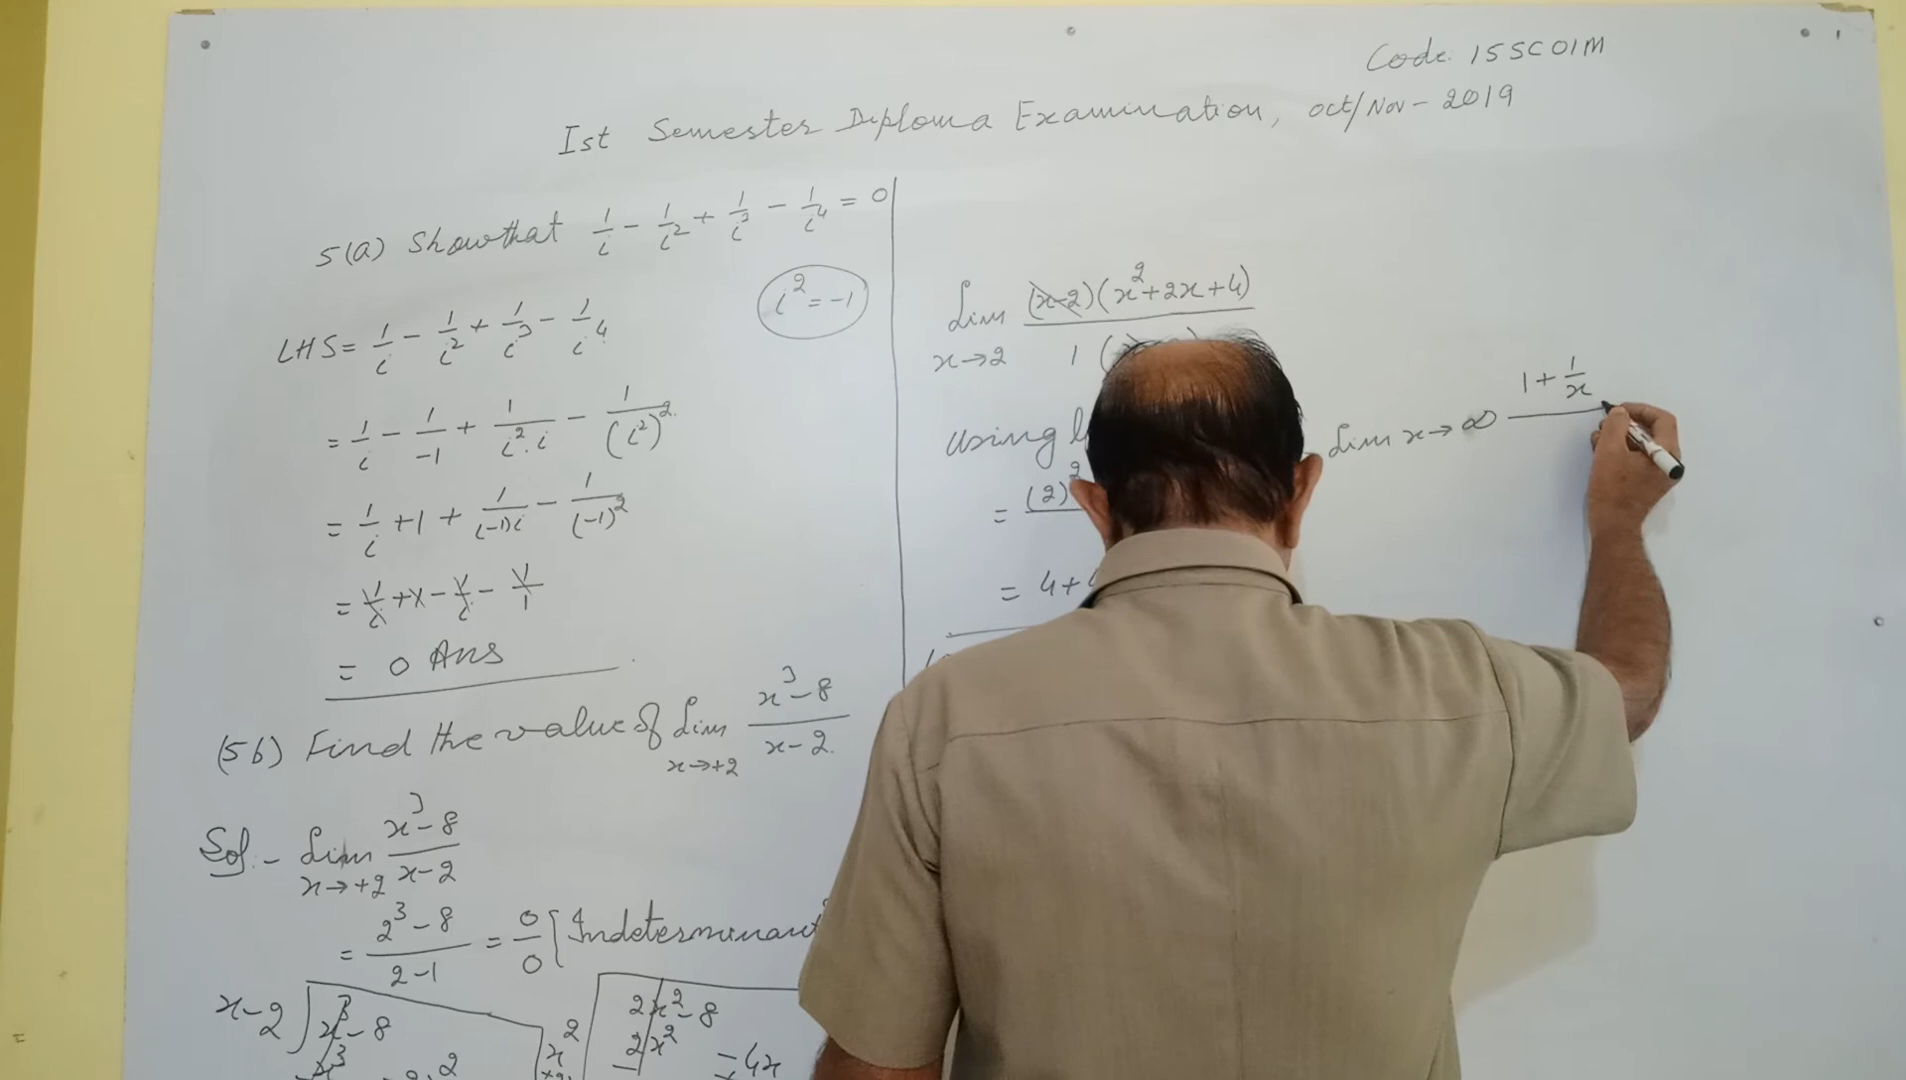 Code: 15SC01M
Ist Semester Diploma Examination, oct/Nov-2019
5(a) Show that 1/i - 1/i² + 1/i³ - 1/i⁴ = 0
i² = -1
LHS = 1/i - 1/i² + 1/i³ - 1/i⁴
= 1/i - 1/-1 + 1/i².i - 1/(i²)²
= 1/i + 1 + 1/(-1)i - 1/(-1)²
= 1/i + 1 - 1/i - 1/1
= 0 Ans
(5b) Find the value of Lim x→+2 x³-8/x-2.
Sol:- Lim x→+2 x³-8/x-2
= 2³-8/2-1 = 0/0 {Indeterminant
x-2 ) x³-8
x³
x²
2x²-8
2x²
-4x
Lim x→2 (x-2)(x²+2x+4)/1(
using
= (2)²
= 4+
Lim x→∞ 1+1/x